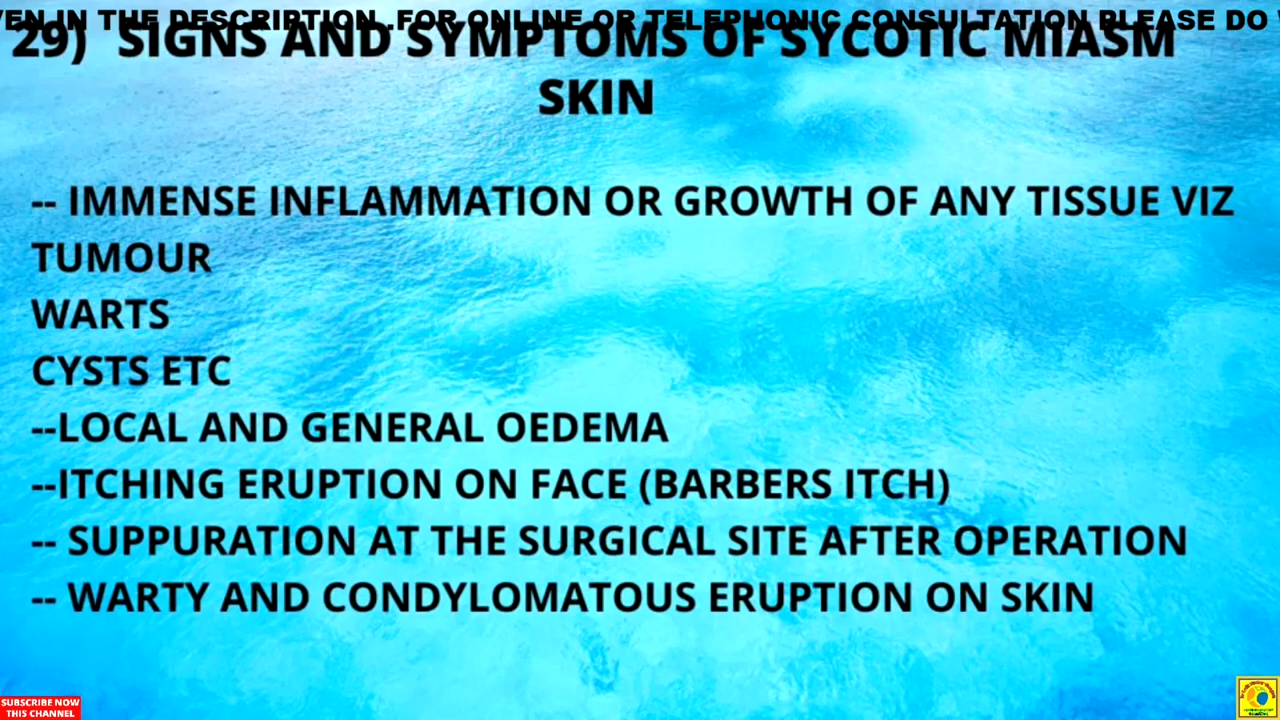 EN IN THE DESCRIPTION .FOR ONLINE OR TELEPHONIC CONSULTATION PLEASE DO
29) SIGNS AND SYMPTOMS OF SYCOTIC MIASM
SKIN
-- IMMENSE INFLAMMATION OR GROWTH OF ANY TISSUE VIZ
TUMOUR
WARTS
CYSTS ETC
--LOCAL AND GENERAL OEDEMA
--ITCHING ERUPTION ON FACE (BARBERS ITCH)
-- SUPPURATION AT THE SURGICAL SITE AFTER OPERATION
-- WARTY AND CONDYLOMATOUS ERUPTION ON SKIN
SUBSCRIBE NOW
THIS CHANNEL